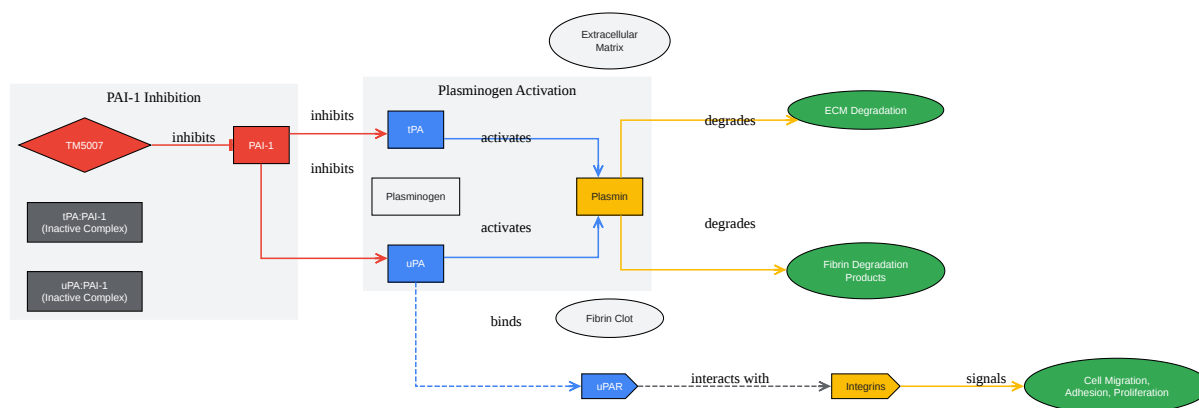 Extracellular
Matrix
PAI-1 Inhibition
Plasminogen Activation
TM5007
inhibits
PAI-1
inhibits
inhibits
tPA
activates
degrades
ECM Degradation
Plasminogen
Plasmin
tPA:PAI-1
(Inactive Complex)
activates
degrades
uPA
uPA:PAI-1
(Inactive Complex)
Fibrin Degradation
Products
binds
Fibrin Clot
uPAR
interacts with
Integrins
signals
Cell Migration,
Adhesion, Proliferation